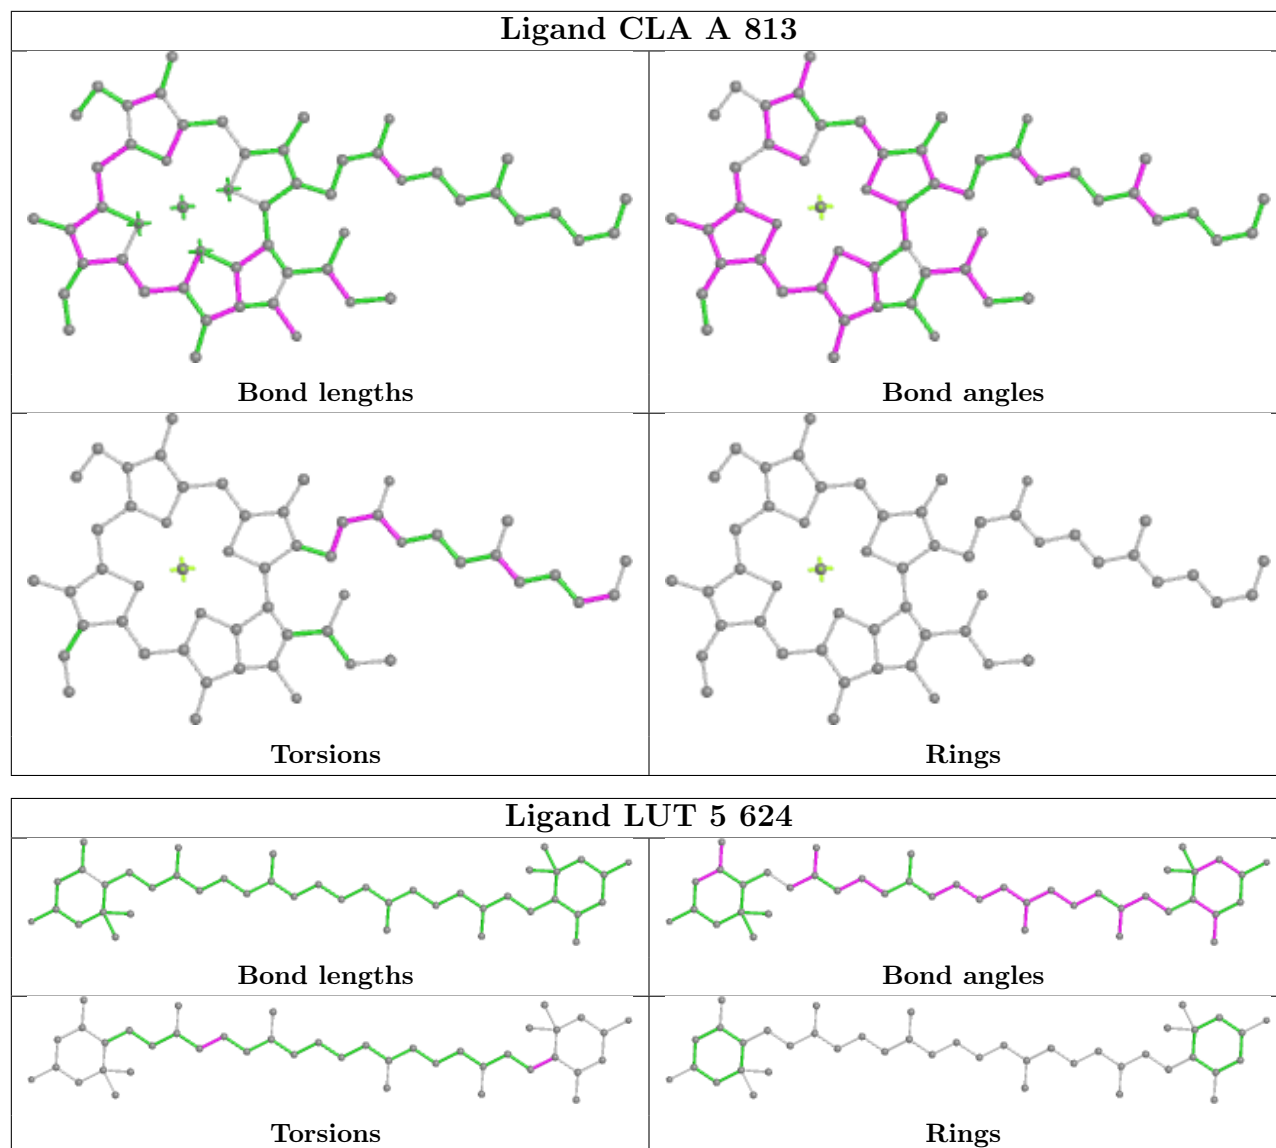 Ligand CLA A 813
Bond lengths
Bond angles
Torsions
Rings
Ligand LUT 5 624
Bond lengths
Bond angles
Torsions
Rings